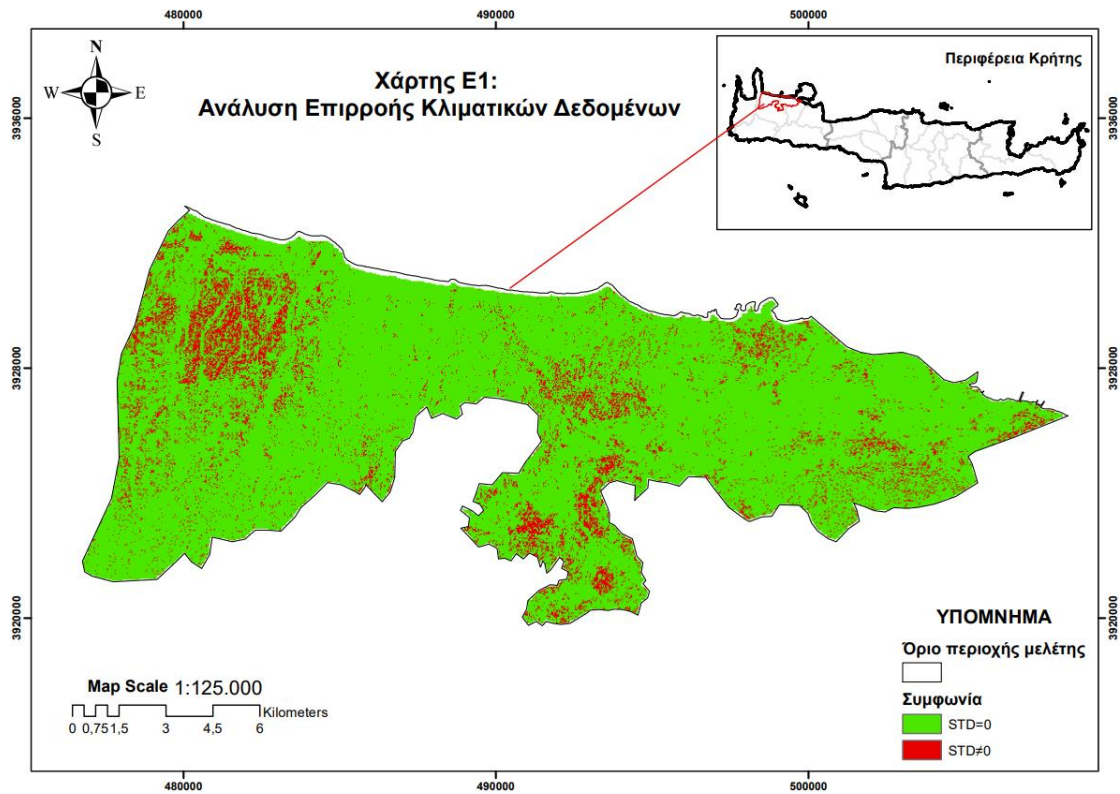 480000
490000
500000
N
W
E
S
Χάρτης Ε1:
Ανάλυση Επιρροής Κλιματικών Δεδομένων
Περιφέρεια Κρήτης
3936000
3936000
3928000
3928000
3920000
3920000
ΥΠΟΜΝΗΜΑ
Όριο περιοχής μελέτης
Συμφωνία
STD=0
STD≠0
Map Scale 1:125.000
Kilometers
0 0,75 1,5 3 4,5 6
480000
490000
500000